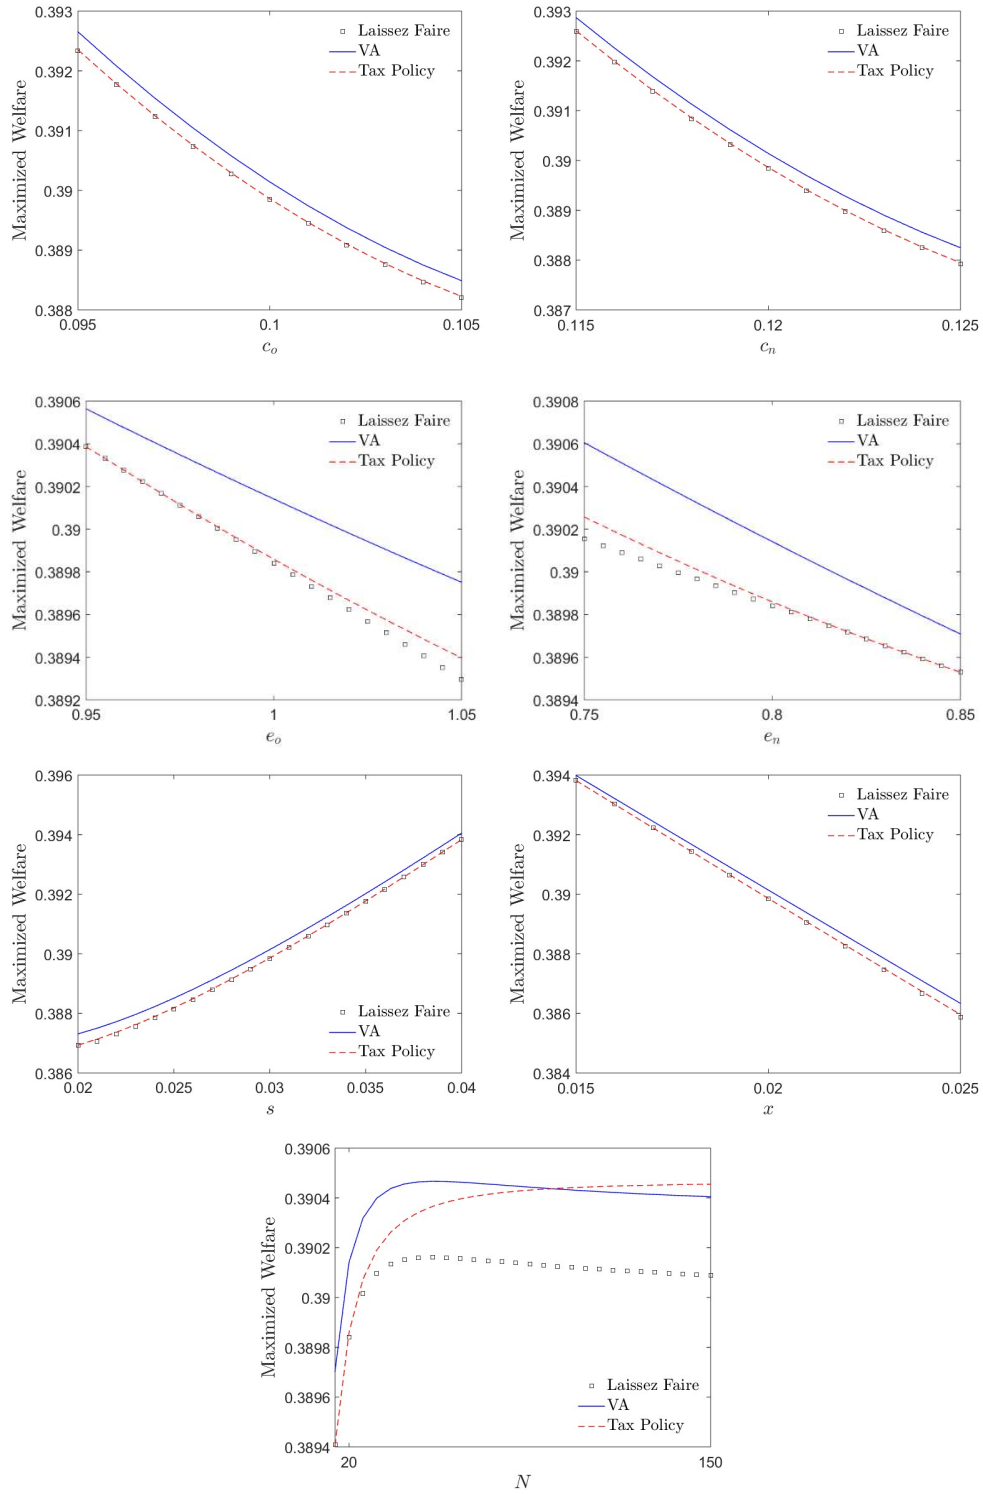 0.393
0.392
0.391
0.39
0.389
0.388
Maximized Welfare
Laissez Faire
VA
Tax Policy
0.095
0.1
0.105
c_o
0.393
0.392
0.391
0.39
0.389
0.388
0.387
Maximized Welfare
Laissez Faire
VA
Tax Policy
0.115
0.12
0.125
c_n
0.3906
0.3904
0.3902
0.39
0.3898
0.3896
0.3894
0.3892
Maximized Welfare
Laissez Faire
VA
Tax Policy
0.95
1
1.05
e_o
0.3908
0.3906
0.3904
0.3902
0.39
0.3898
0.3896
0.3894
Maximized Welfare
Laissez Faire
VA
Tax Policy
0.75
0.8
0.85
e_n
0.396
0.394
0.392
0.39
0.388
0.386
Maximized Welfare
Laissez Faire
VA
Tax Policy
0.02
0.025
0.03
0.035
0.04
s
0.394
0.392
0.39
0.388
0.386
0.384
Maximized Welfare
Laissez Faire
VA
Tax Policy
0.015
0.02
0.025
x
0.3906
0.3904
0.3902
0.39
0.3898
0.3896
0.3894
Maximized Welfare
Laissez Faire
VA
Tax Policy
20
150
N